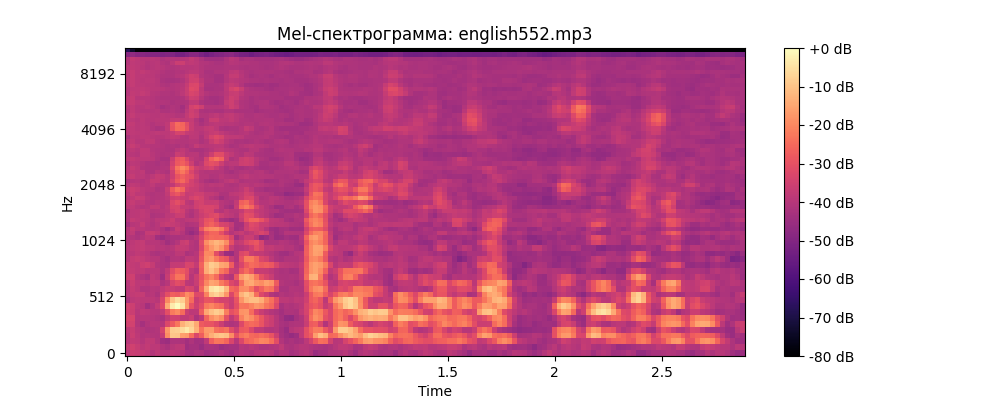 Mel-спектрограмма: english552.mp3
Hz
8192
4096
2048
1024
512
0
0 0.5 1 1.5 2 2.5
Time
+0 dB
-10 dB
-20 dB
-30 dB
-40 dB
-50 dB
-60 dB
-70 dB
-80 dB